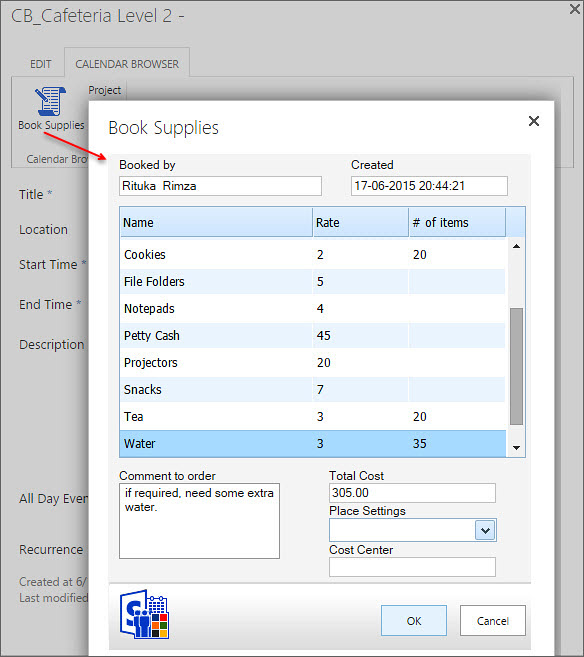 CB_Cafeteria Level 2 -
EDIT
CALENDAR BROWSER
Book Supplies
Project
Calendar Bro
Title *
Location
Start Time *
End Time *
Description
All Day Even
Recurrence
Created at 6/
Last modified
Book Supplies
Booked by
Created
Rituka Rimza
17-06-2015 20:44:21
Name Rate # of items
Cookies 2 20
File Folders 5
Notepads 4
Petty Cash 45
Projectors 20
Snacks 7
Tea 3 20
Water 3 35
Comment to order
if required, need some extra
water.
Total Cost
305.00
Place Settings
Cost Center
OK
Cancel